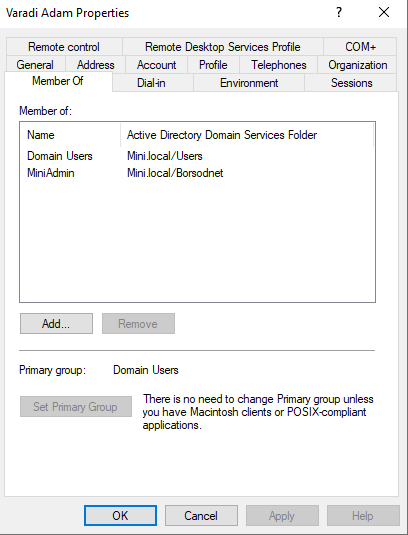 Varadi Adam Properties
?
Remote control Remote Desktop Services Profile COM+
General Address Account Profile Telephones Organization
Member Of Dial-in Environment Sessions
Member of:
Name Active Directory Domain Services Folder
Domain Users Mini.local/Users
MiniAdmin Mini.local/Borsodnet
Add... Remove
Primary group: Domain Users
Set Primary Group
There is no need to change Primary group unless
you have Macintosh clients or POSIX-compliant
applications.
OK Cancel Apply Help